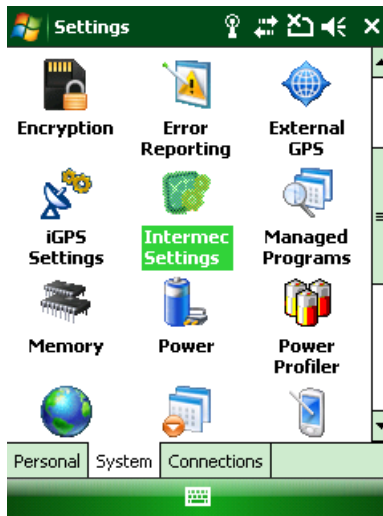 Settings
Encryption
Error
Reporting
External
GPS
iGPS
Settings
Intermec
Settings
Managed
Programs
Memory
Power
Power
Profiler
Personal System Connections